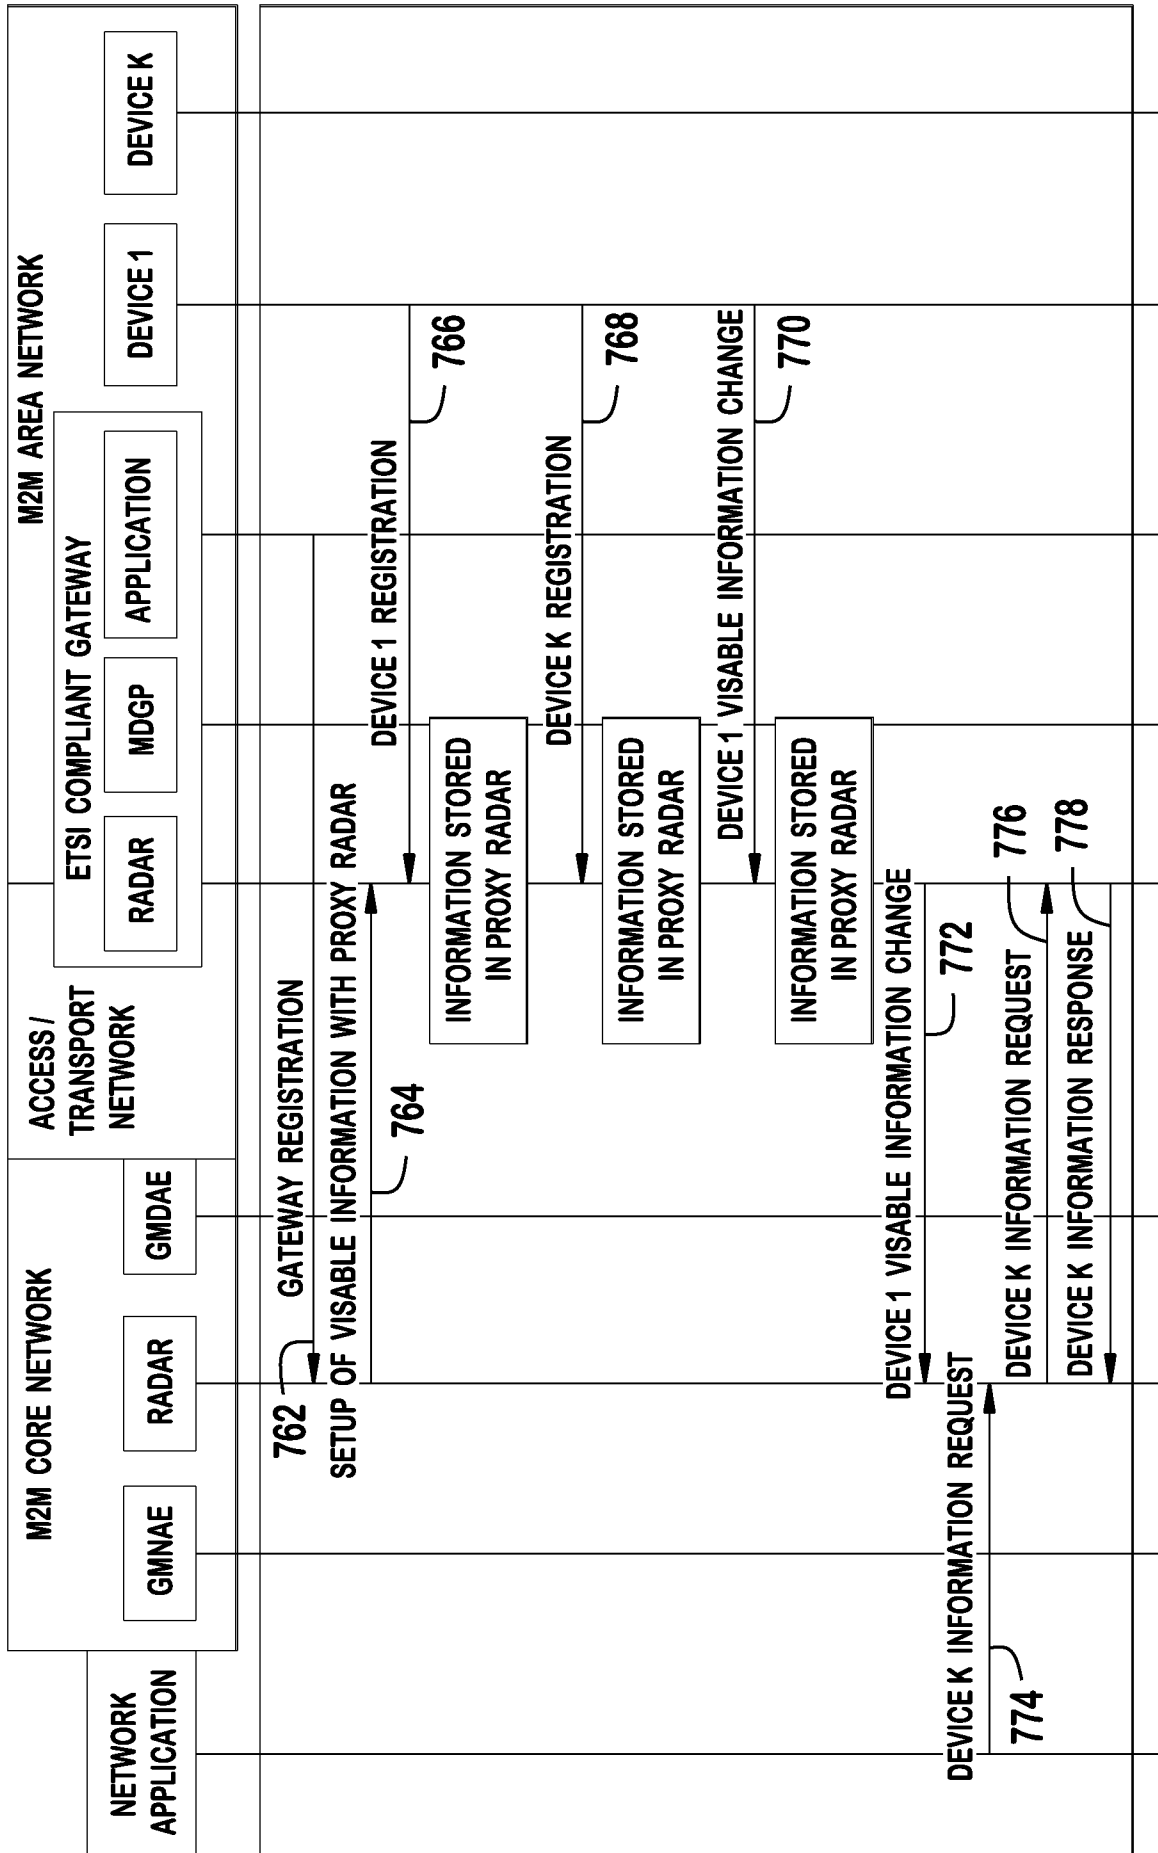 NETWORK
APPLICATION
M2M CORE NETWORK
GMNAE
RADAR
GMDAE
ACCESS /
TRANSPORT
NETWORK
M2M AREA NETWORK
ETSI COMPLIANT GATEWAY
RADAR
MDGP
APPLICATION
DEVICE 1
DEVICE K
GATEWAY REGISTRATION
762
SETUP OF VISABLE INFORMATION WITH PROXY RADAR
764
DEVICE 1 REGISTRATION
766
INFORMATION STORED
IN PROXY RADAR
DEVICE K REGISTRATION
768
INFORMATION STORED
IN PROXY RADAR
DEVICE 1 VISABLE INFORMATION CHANGE
770
INFORMATION STORED
IN PROXY RADAR
DEVICE 1 VISABLE INFORMATION CHANGE
772
DEVICE K INFORMATION REQUEST
774
DEVICE K INFORMATION REQUEST
776
DEVICE K INFORMATION RESPONSE
778